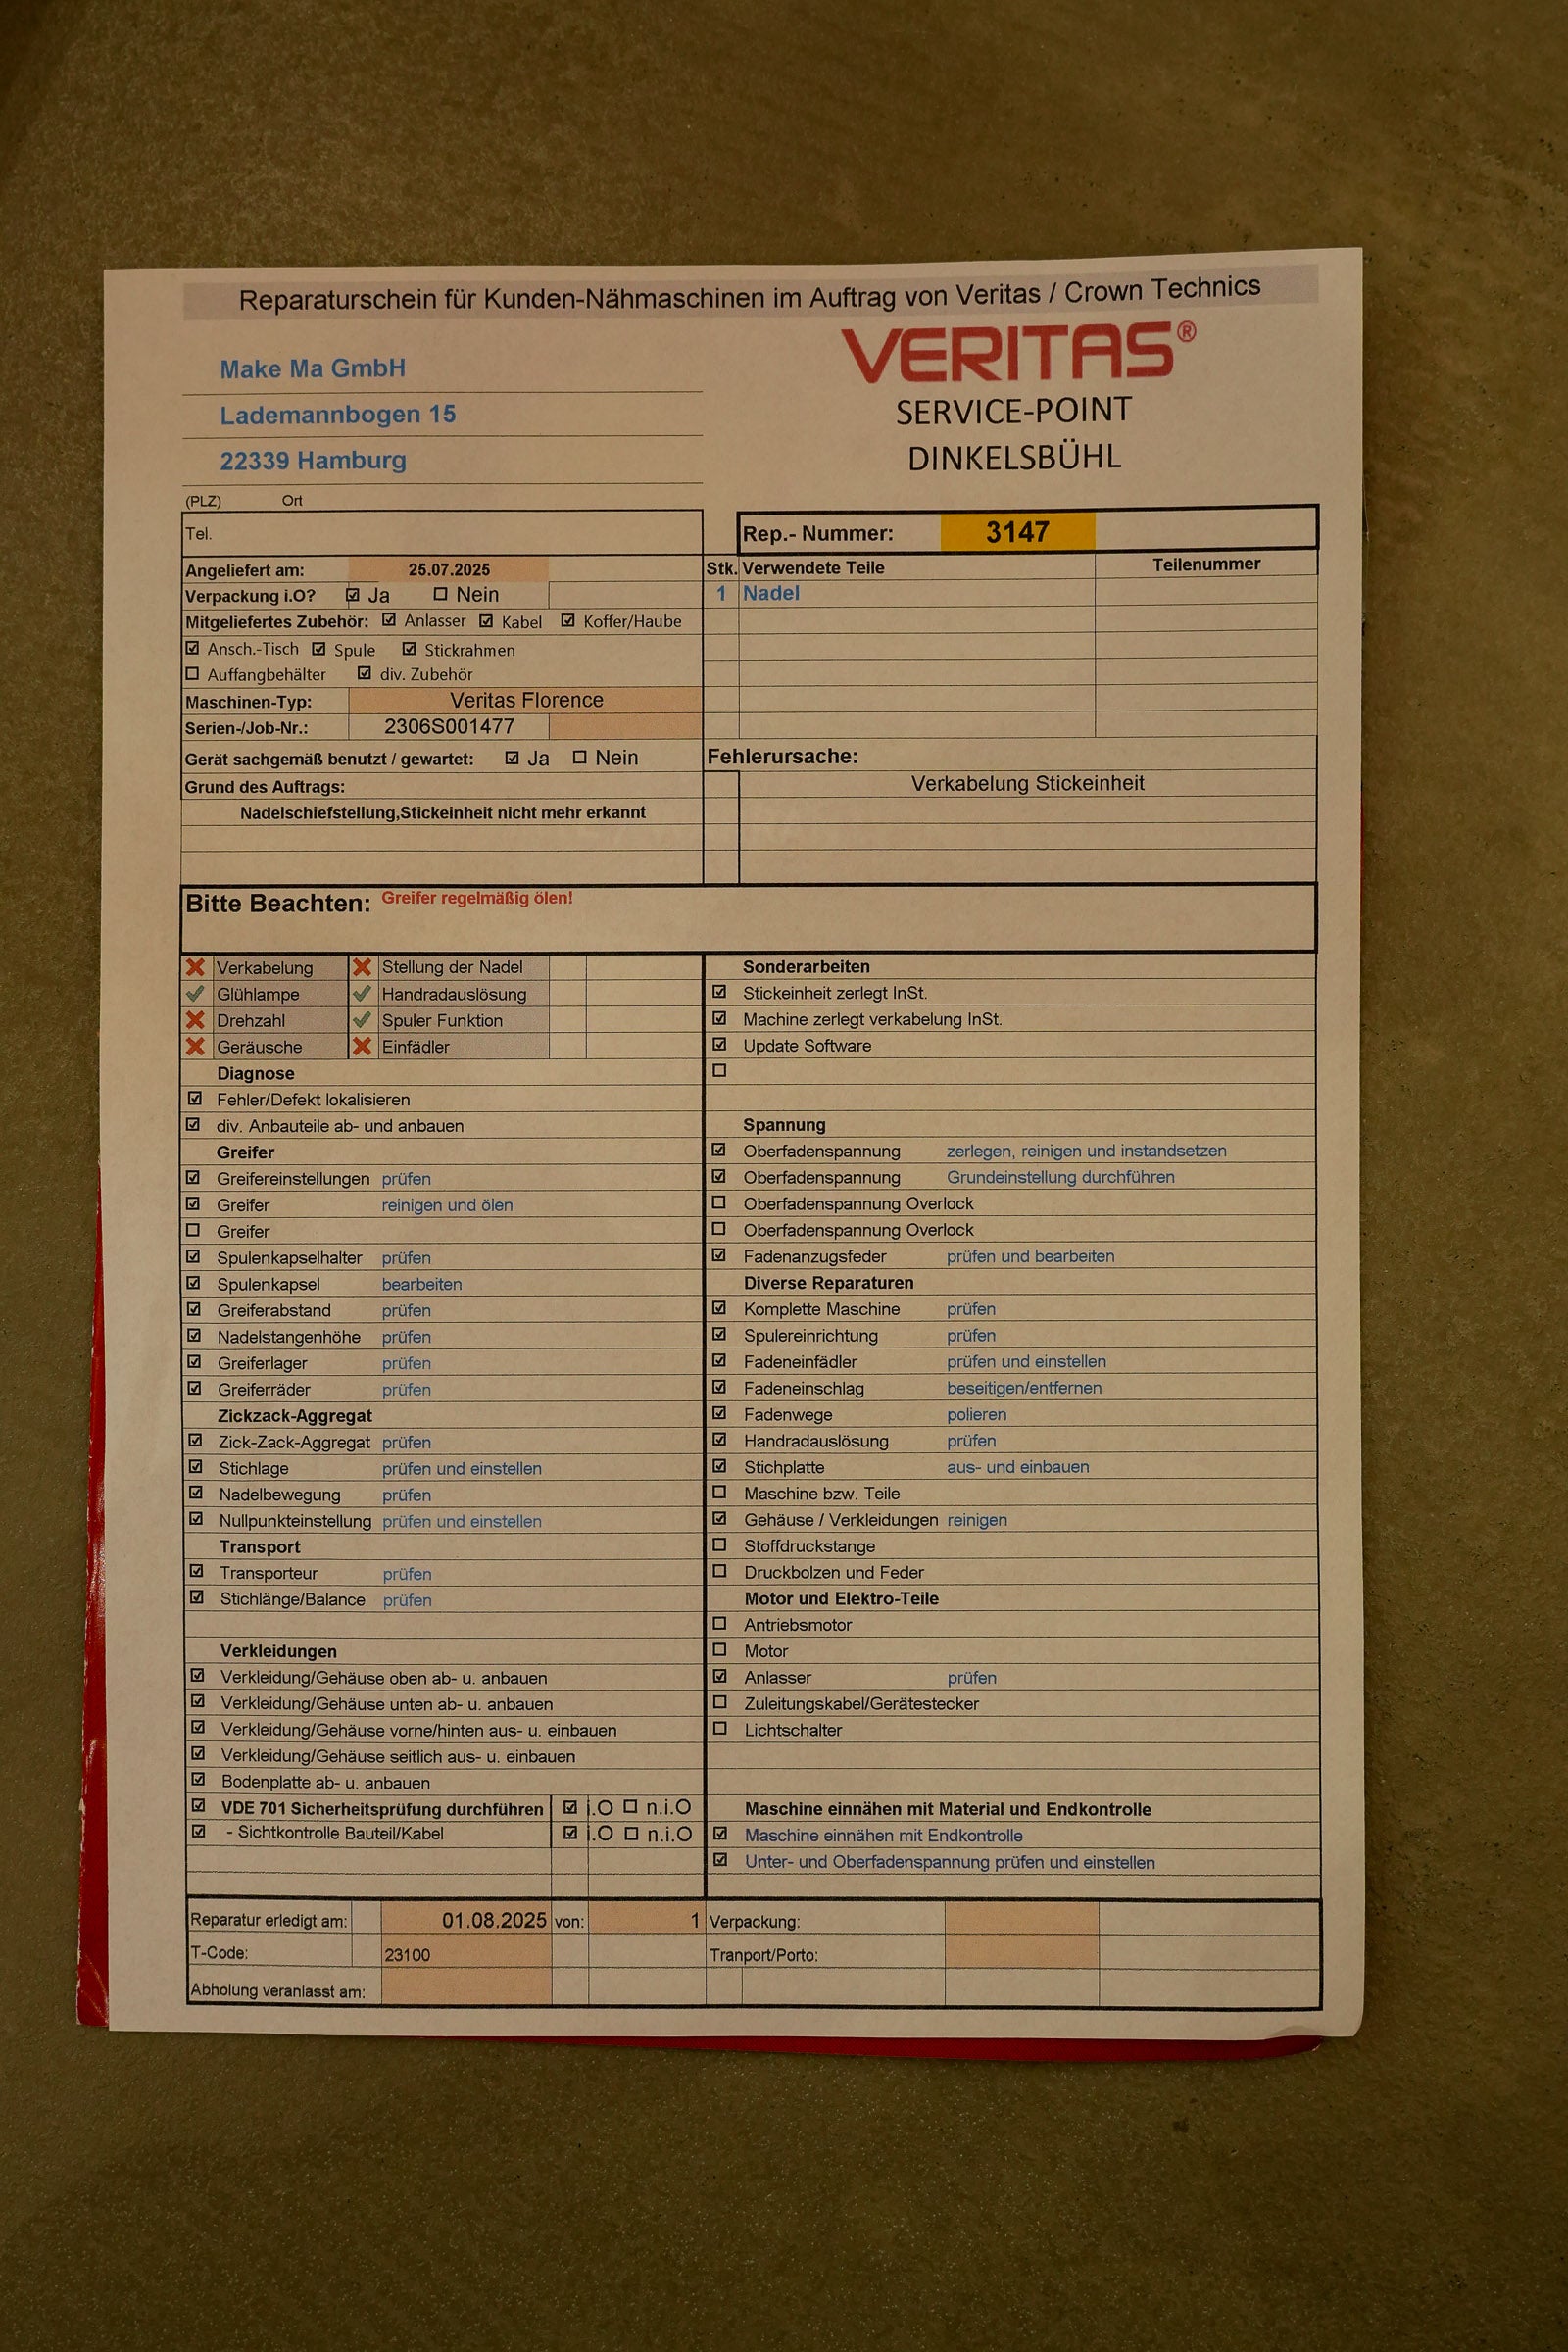 Reparaturschein für Kunden-Nähmaschinen im Auftrag von Veritas / Crown Technics
VERITAS®
SERVICE-POINT
DINKELSBÜHL
Make Ma GmbH
Lademannbogen 15
22339 Hamburg
(PLZ) Ort
Tel.
Rep.- Nummer: 3147
Angeliefert am: 25.07.2025
Verpackung i.O? ☑ Ja ☐ Nein
Mitgeliefertes Zubehör: ☑ Anlasser ☑ Kabel ☑ Koffer/Haube
☑ Ansch.-Tisch ☑ Spule ☑ Stickrahmen
☐ Auffangbehälter ☑ div. Zubehör
Maschinen-Typ: Veritas Florence
Serien-/Job-Nr.: 2306S001477
Gerät sachgemäß benutzt / gewartet: ☑ Ja ☐ Nein
Grund des Auftrags:
Nadelschiefstellung,Stickeinheit nicht mehr erkannt
Stk. Verwendete Teile Teilenummer
1 Nadel
Fehlerursache:
Verkabelung Stickeinheit
Bitte Beachten: Greifer regelmäßig ölen!
✗ Verkabelung ✗ Stellung der Nadel
✓ Glühlampe ✓ Handradauslösung
✗ Drehzahl ✓ Spuler Funktion
✗ Geräusche ✗ Einfädler
Diagnose
☑ Fehler/Defekt lokalisieren
☑ div. Anbauteile ab- und anbauen
Greifer
☑ Greifereinstellungen prüfen
☑ Greifer reinigen und ölen
☐ Greifer
☑ Spulenkapselhalter prüfen
☑ Spulenkapsel bearbeiten
☑ Greiferabstand prüfen
☑ Nadelstangenhöhe prüfen
☑ Greiferlager prüfen
☑ Greiferräder prüfen
Zickzack-Aggregat
☑ Zick-Zack-Aggregat prüfen
☑ Stichlage prüfen und einstellen
☑ Nadelbewegung prüfen
☑ Nullpunkteinstellung prüfen und einstellen
Transport
☑ Transporteur prüfen
☑ Stichlänge/Balance prüfen
Verkleidungen
☑ Verkleidung/Gehäuse oben ab- u. anbauen
☑ Verkleidung/Gehäuse unten ab- u. anbauen
☑ Verkleidung/Gehäuse vorne/hinten aus- u. einbauen
☑ Verkleidung/Gehäuse seitlich aus- u. einbauen
☑ Bodenplatte ab- u. anbauen
☑ VDE 701 Sicherheitsprüfung durchführen ☑ i.O ☐ n.i.O
☑ - Sichtkontrolle Bauteil/Kabel ☑ i.O ☐ n.i.O
Sonderarbeiten
☑ Stickeinheit zerlegt InSt.
☑ Machine zerlegt verkabelung InSt.
☑ Update Software
☐
Spannung
☑ Oberfadenspannung zerlegen, reinigen und instandsetzen
☑ Oberfadenspannung Grundeinstellung durchführen
☐ Oberfadenspannung Overlock
☐ Oberfadenspannung Overlock
☑ Fadenanzugsfeder prüfen und bearbeiten
Diverse Reparaturen
☑ Komplette Maschine prüfen
☑ Spulereinrichtung prüfen
☑ Fadeneinfädler prüfen und einstellen
☑ Fadeneinschlag beseitigen/entfernen
☑ Fadenwege polieren
☑ Handradauslösung prüfen
☑ Stichplatte aus- und einbauen
☐ Maschine bzw. Teile
☑ Gehäuse / Verkleidungen reinigen
☐ Stoffdruckstange
☐ Druckbolzen und Feder
Motor und Elektro-Teile
☐ Antriebsmotor
☐ Motor
☑ Anlasser prüfen
☐ Zuleitungskabel/Gerätestecker
☐ Lichtschalter
Maschine einnähen mit Material und Endkontrolle
☑ Maschine einnähen mit Endkontrolle
☑ Unter- und Oberfadenspannung prüfen und einstellen
Reparatur erledigt am: 01.08.2025 von: 1 Verpackung:
T-Code: 23100 Tranport/Porto:
Abholung veranlasst am: